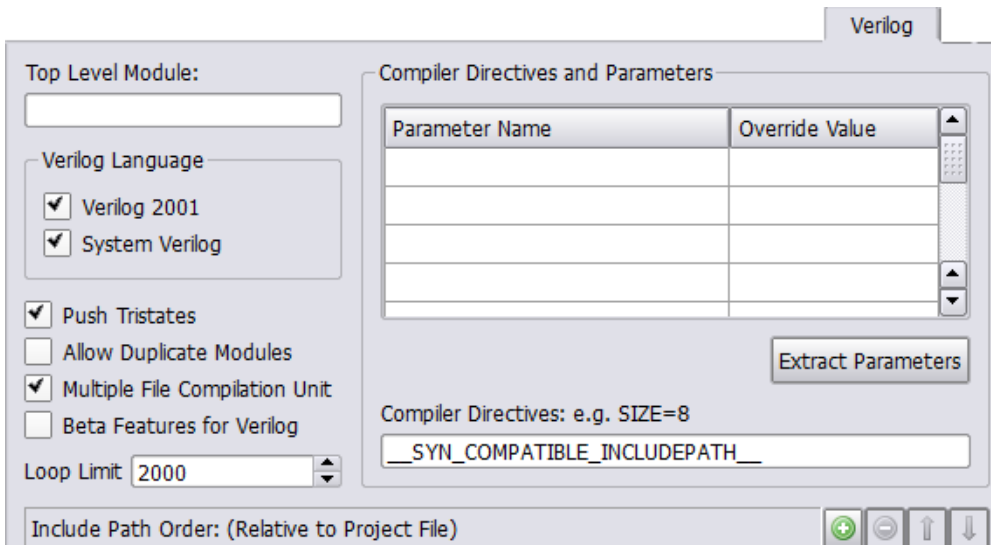 Verilog
Top Level Module:
Verilog Language
Verilog 2001
System Verilog
Push Tristates
Allow Duplicate Modules
Multiple File Compilation Unit
Beta Features for Verilog
Loop Limit 2000
Compiler Directives and Parameters
Parameter Name Override Value
Extract Parameters
Compiler Directives: e.g. SIZE=8
__SYN_COMPATIBLE_INCLUDEPATH__
Include Path Order: (Relative to Project File)